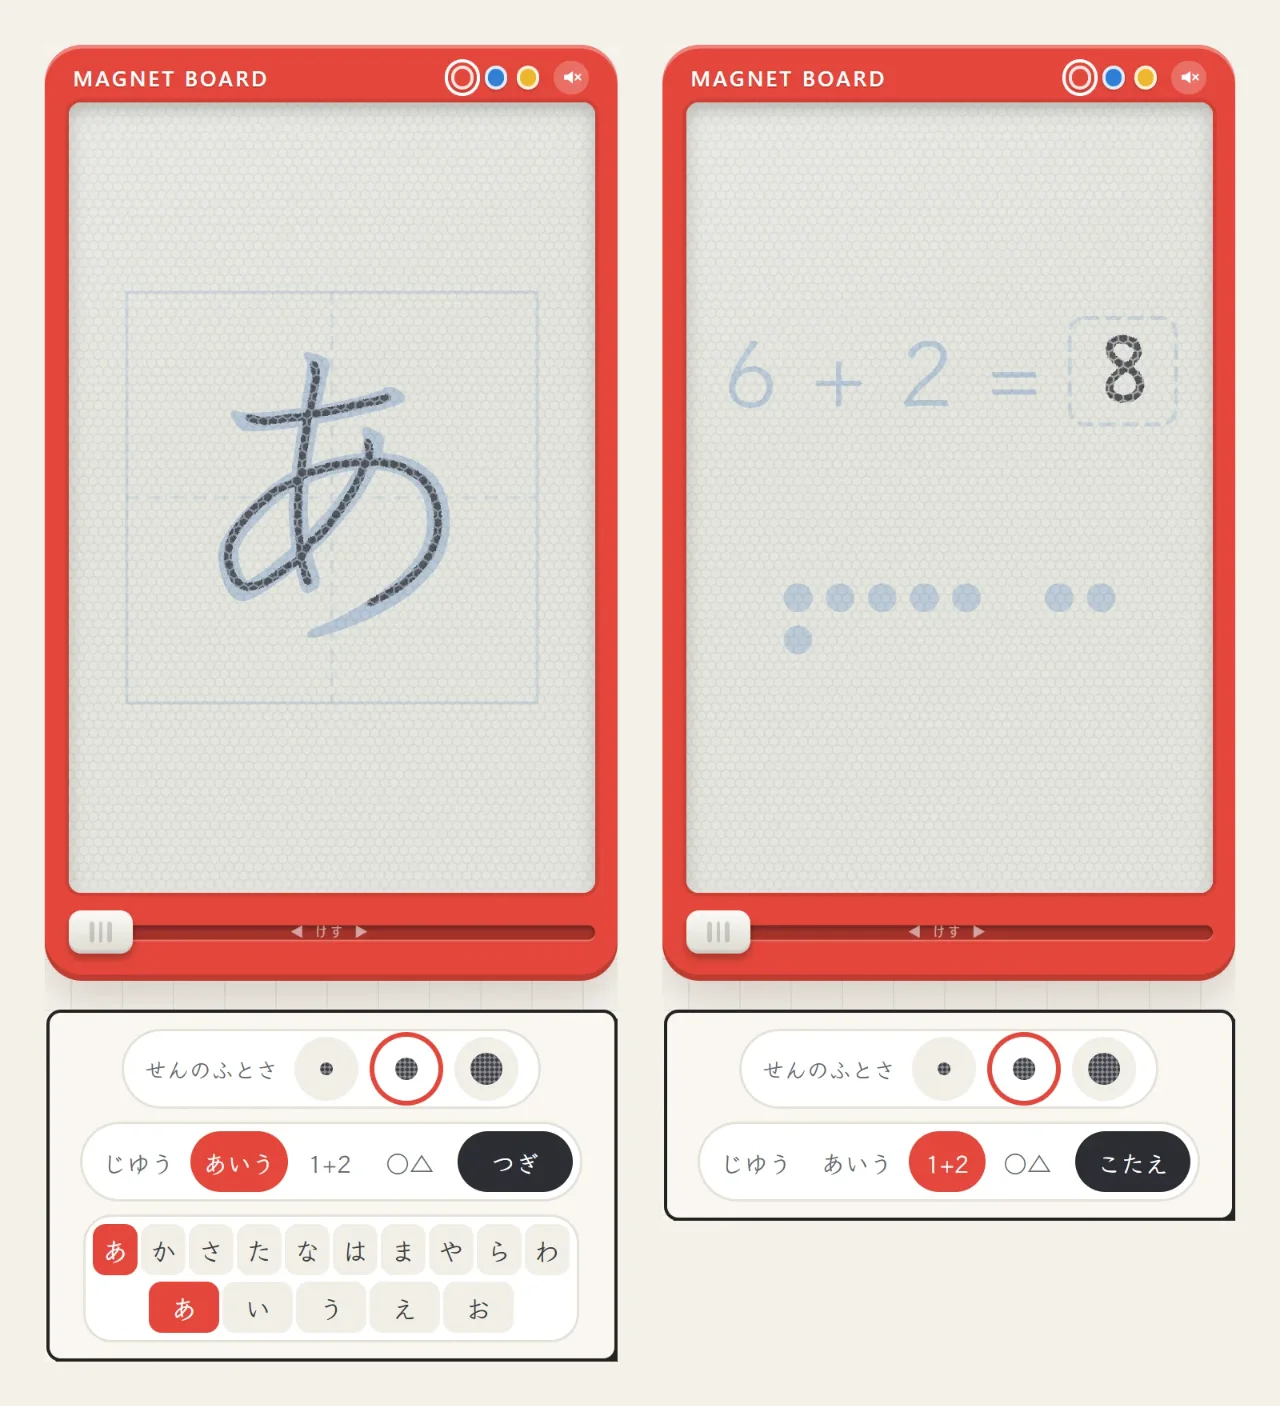 MAGNET BOARD
あ
◀ けす ▶
せんのふとさ
じゆう あいう 1+2 ○△ つぎ
あ か さ た な は ま や ら わ
あ い う え お
MAGNET BOARD
6 + 2 = 8
◀ けす ▶
せんのふとさ
じゆう あいう 1+2 ○△ こたえ